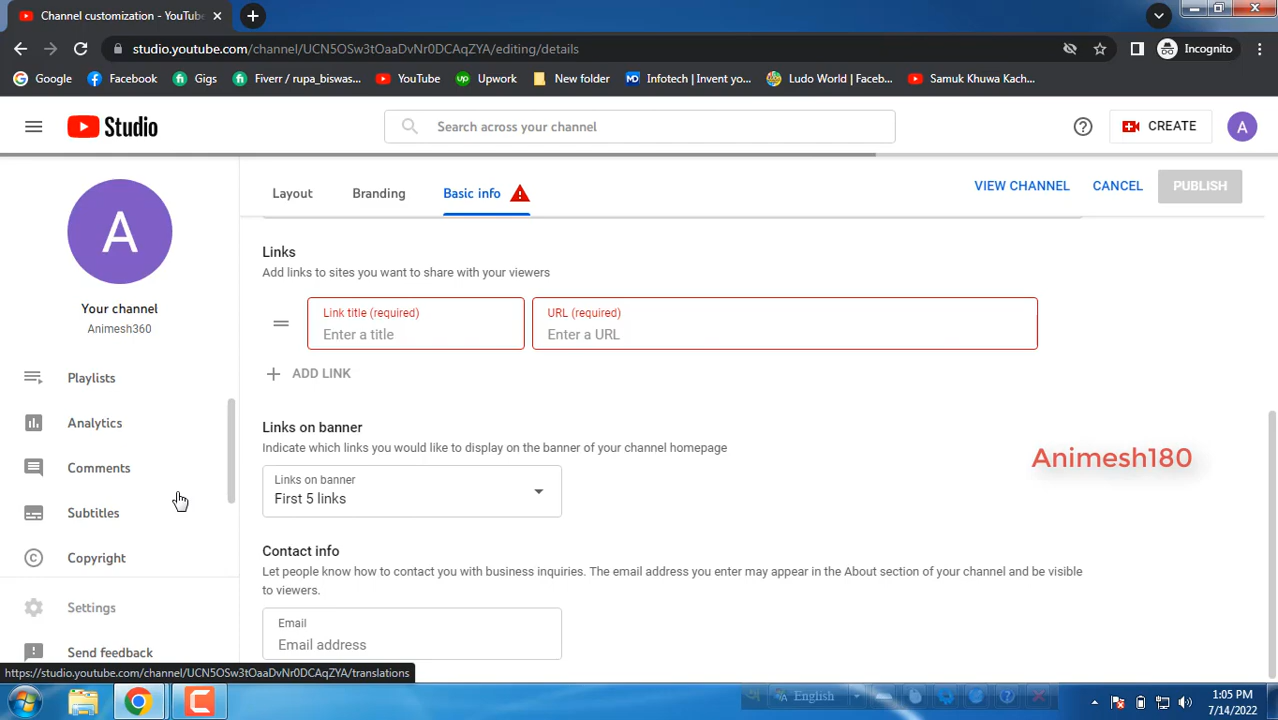 Channel customization - YouTube
studio.youtube.com/channel/UCN5OSw3tOaaDvNr0DCAqZYA/editing/details
Incognito
Google
Facebook
Gigs
Fiverr / rupa_biswas...
YouTube
Upwork
New folder
Infotech | Invent yo...
Ludo World | Faceb...
Samuk Khuwa Kach...
Studio
Search across your channel
CREATE
A
A
Your channel
Animesh360
Playlists
Analytics
Comments
Subtitles
Copyright
Settings
Send feedback
Layout
Branding
Basic info
VIEW CHANNEL
CANCEL
PUBLISH
Links
Add links to sites you want to share with your viewers
Link title (required)
Enter a title
URL (required)
Enter a URL
ADD LINK
Links on banner
Indicate which links you would like to display on the banner of your channel homepage
Links on banner
First 5 links
Animesh180
Contact info
Let people know how to contact you with business inquiries. The email address you enter may appear in the About section of your channel and be visible
to viewers.
Email
Email address
https://studio.youtube.com/channel/UCN5OSw3tOaaDvNr0DCAqZYA/translations
English
1:05 PM
7/14/2022